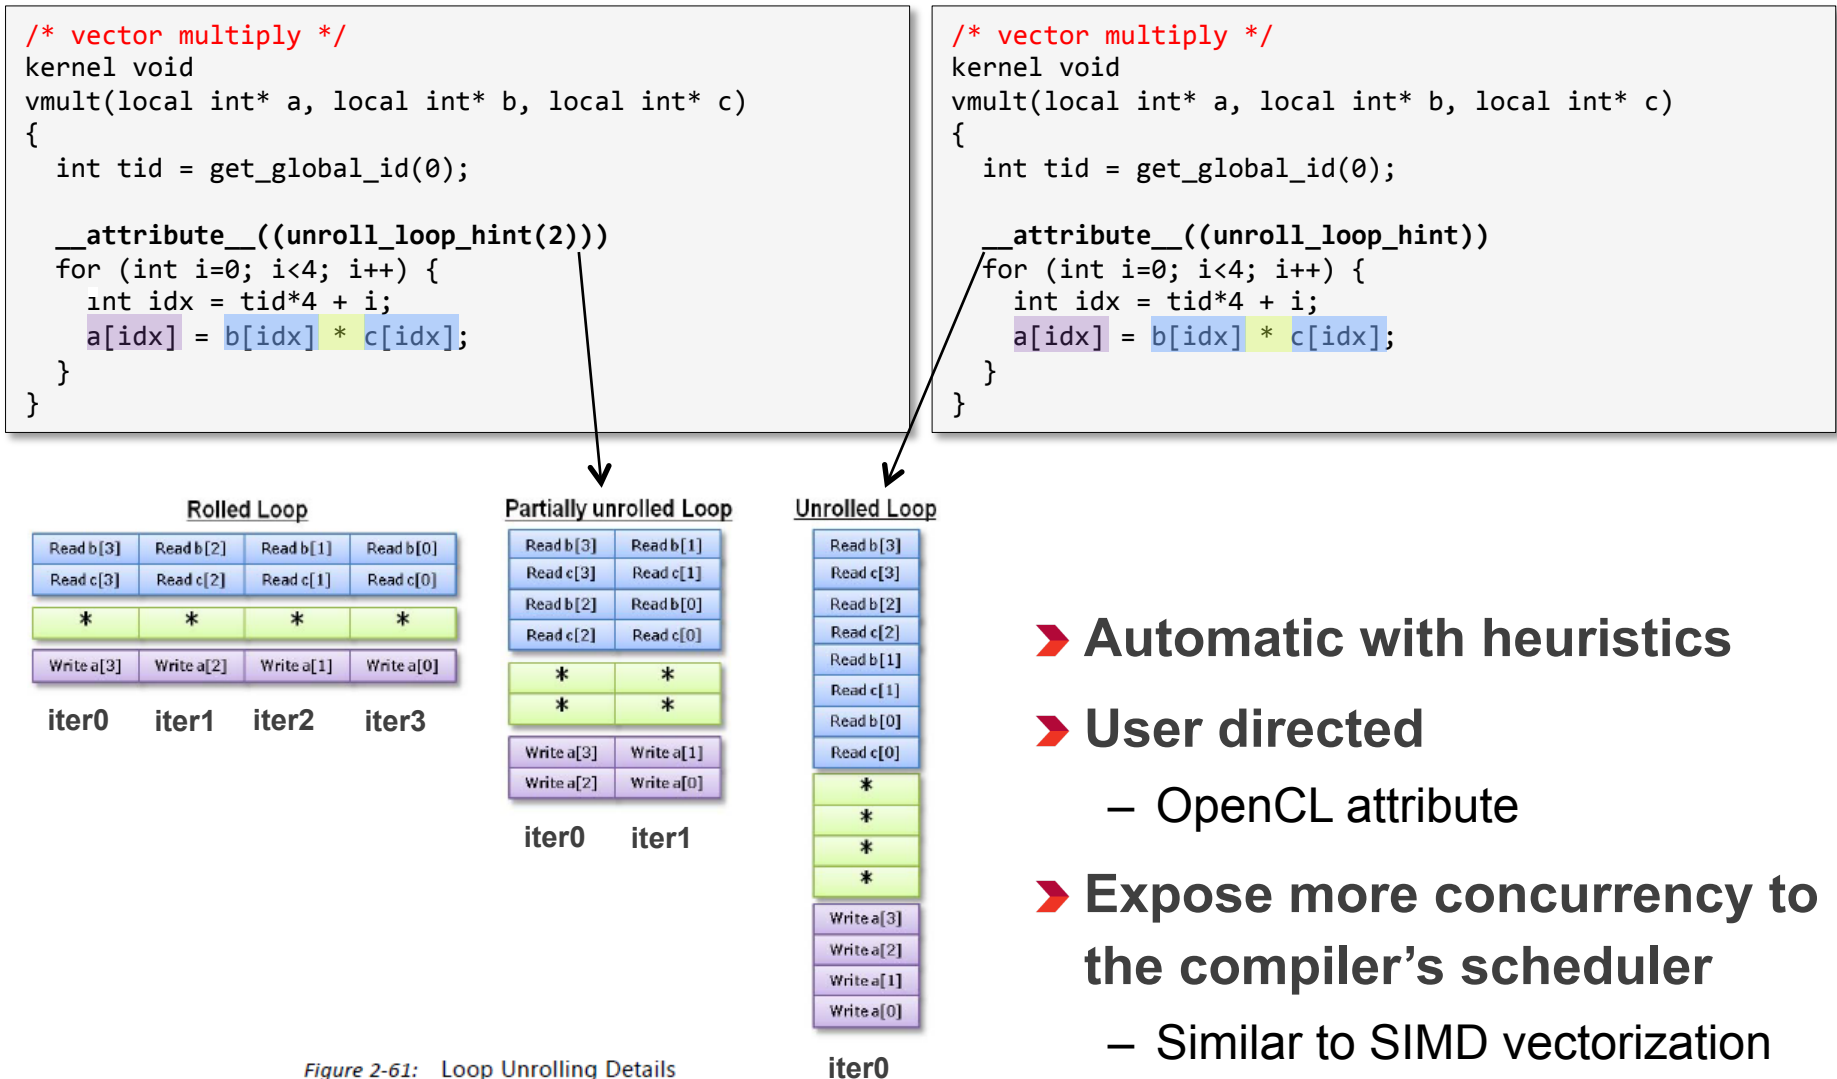 /* vector multiply */
kernel void
vmult(local int* a, local int* b, local int* c)
{
  int tid = get_global_id(0);
  __attribute__((unroll_loop_hint(2)))
  for (int i=0; i<4; i++) {
    int idx = tid*4 + i;
    a[idx] = b[idx] * c[idx];
  }
}
/* vector multiply */
kernel void
vmult(local int* a, local int* b, local int* c)
{
  int tid = get_global_id(0);
  __attribute__((unroll_loop_hint))
  for (int i=0; i<4; i++) {
    int idx = tid*4 + i;
    a[idx] = b[idx] * c[idx];
  }
}
Rolled Loop
Read b[3] Read b[2] Read b[1] Read b[0]
Read c[3] Read c[2] Read c[1] Read c[0]
* * * *
Write a[3] Write a[2] Write a[1] Write a[0]
iter0 iter1 iter2 iter3
Partially unrolled Loop
Read b[3] Read b[1]
Read c[3] Read c[1]
Read b[2] Read b[0]
Read c[2] Read c[0]
* *
* *
Write a[3] Write a[1]
Write a[2] Write a[0]
iter0 iter1
Unrolled Loop
Read b[3]
Read c[3]
Read b[2]
Read c[2]
Read b[1]
Read c[1]
Read b[0]
Read c[0]
*
*
*
*
Write a[3]
Write a[2]
Write a[1]
Write a[0]
iter0
Figure 2-61: Loop Unrolling Details
Automatic with heuristics
User directed
– OpenCL attribute
Expose more concurrency to
the compiler’s scheduler
– Similar to SIMD vectorization